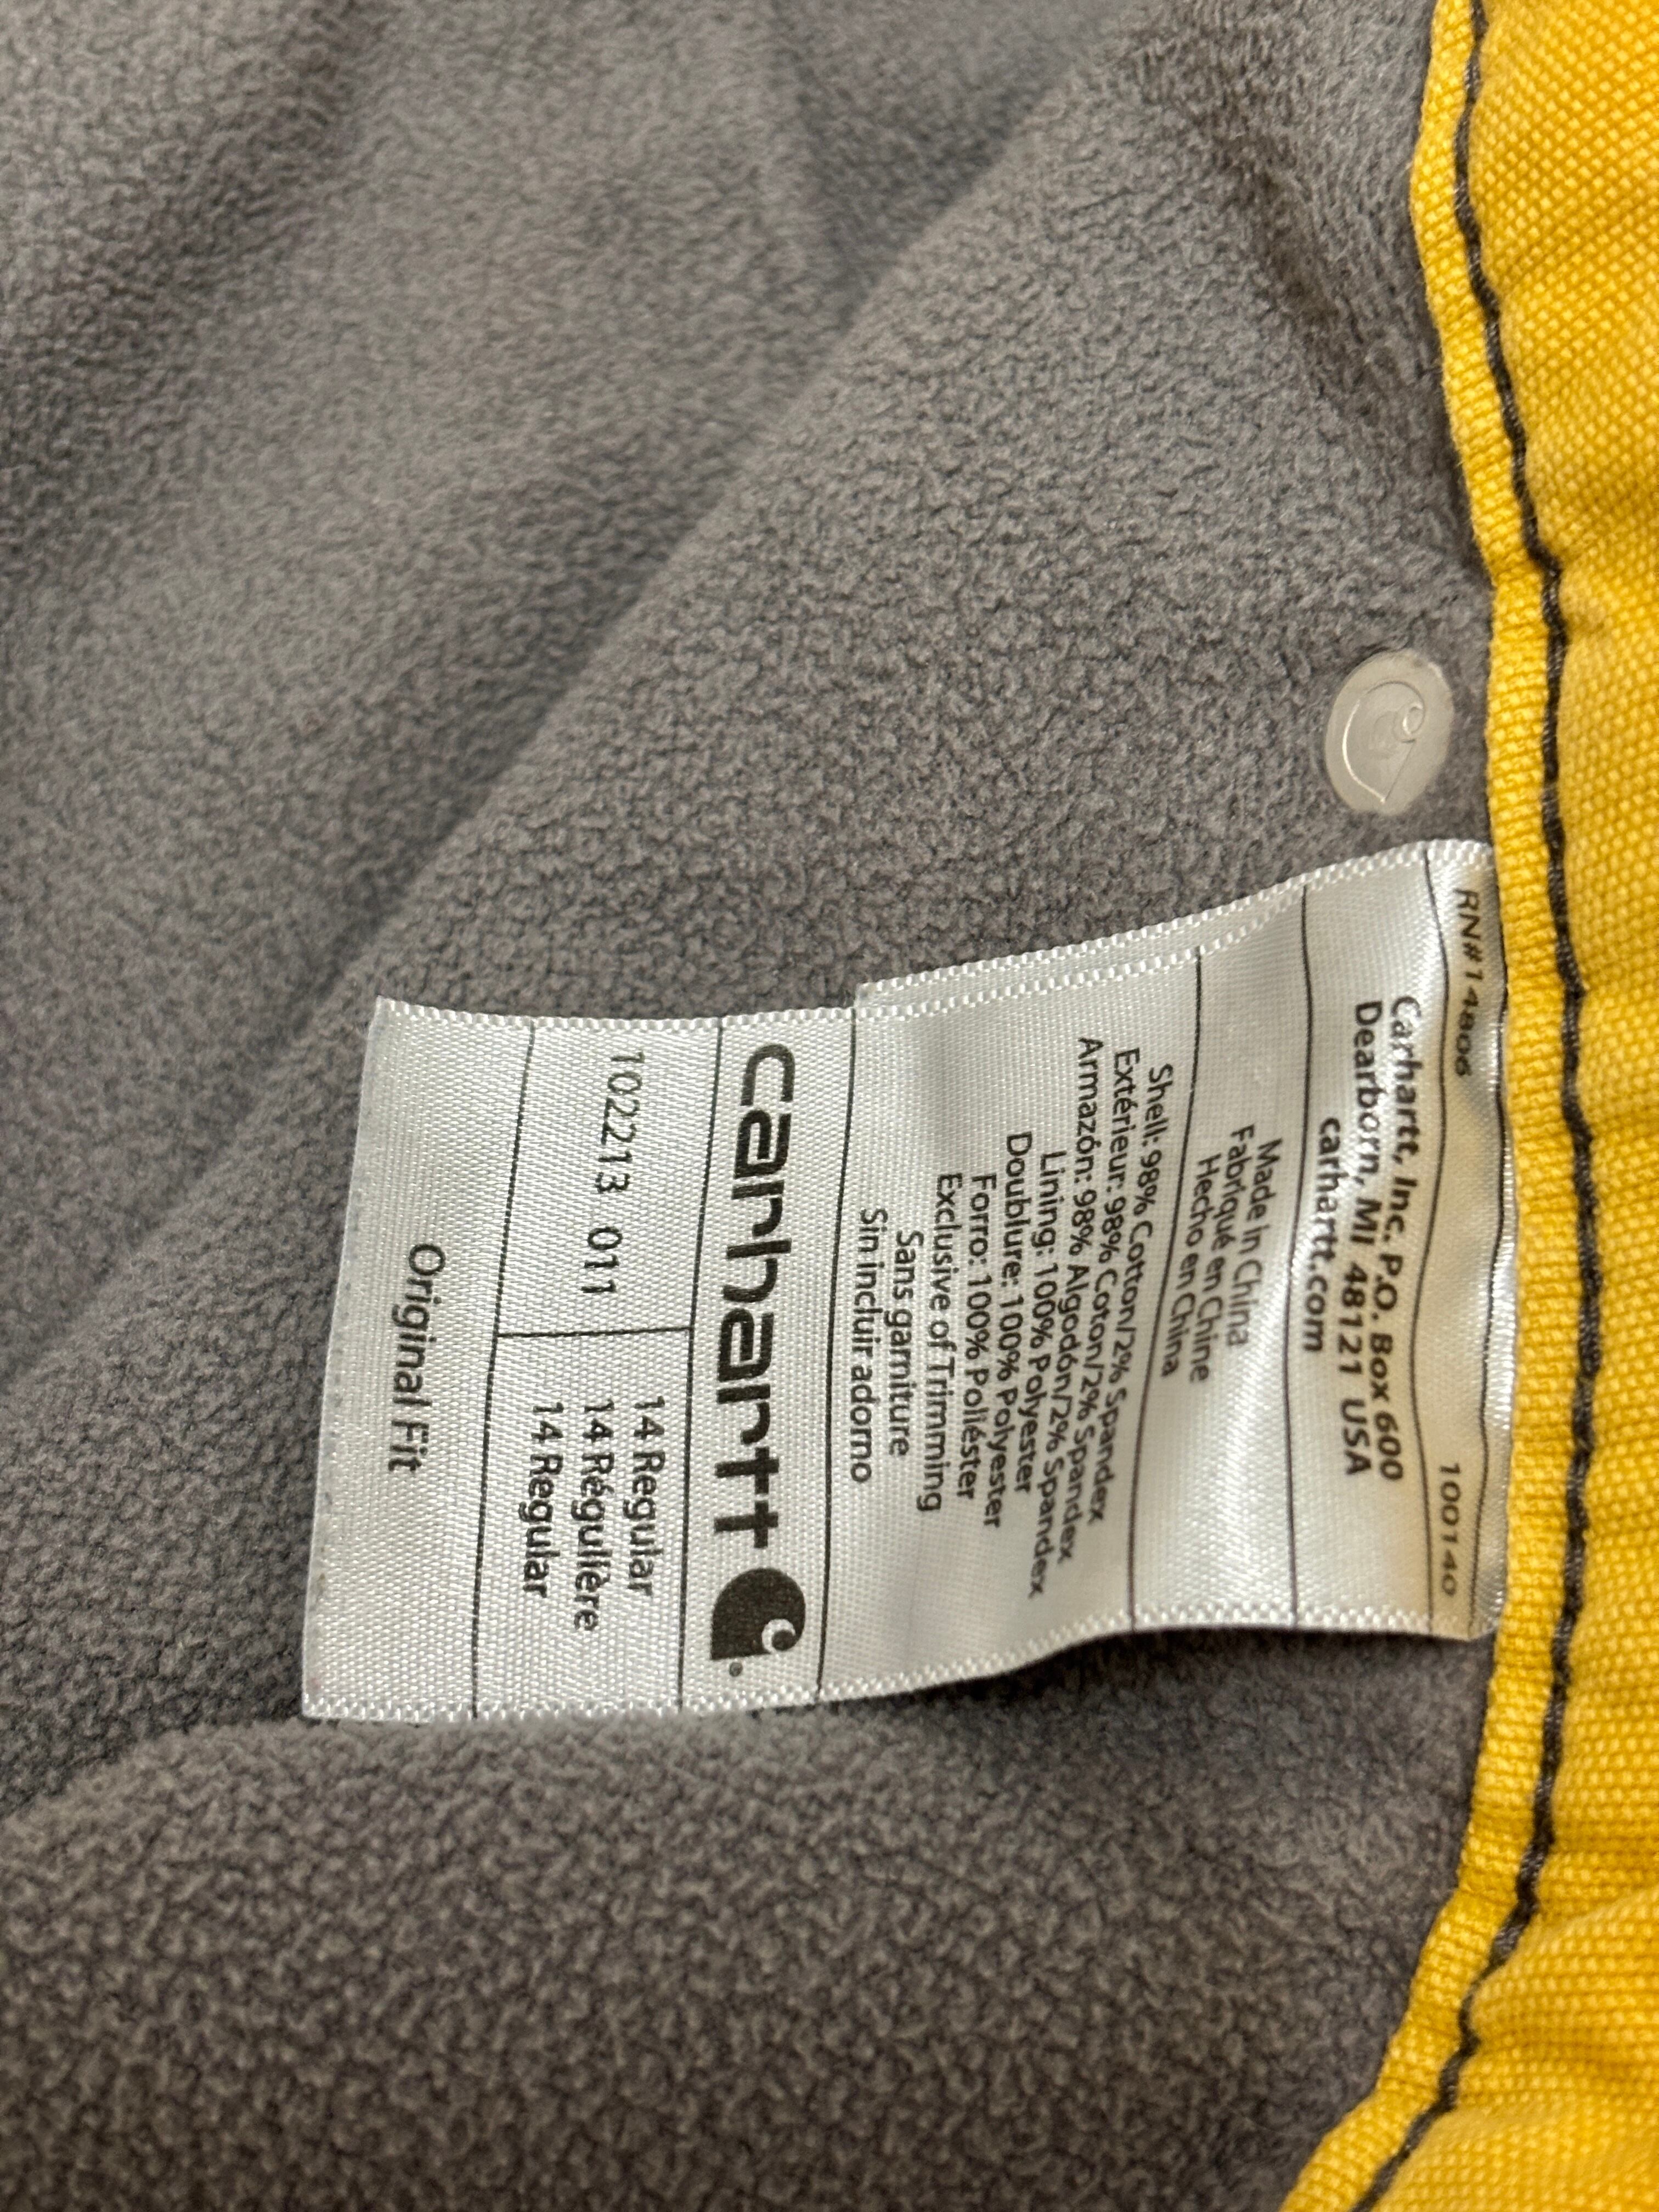 RN#14806 100140
Carhartt, Inc. P.O. Box 600
Dearborn, MI 48121 USA
carhartt.com
Made in China
Fabriqué en Chine
Hecho en China
Shell: 98% Cotton/2% Spandex
Extérieur: 98% Coton/2% Spandex
Armazón: 98% Algodón/2% Spandex
Lining: 100% Polyester
Doublure: 100% Polyester
Forro: 100% Poliéster
Exclusive of Trimming
Sans garniture
Sin incluir adorno
carhartt
102213 011
14 Regular
14 Régulière
14 Regular
Original Fit